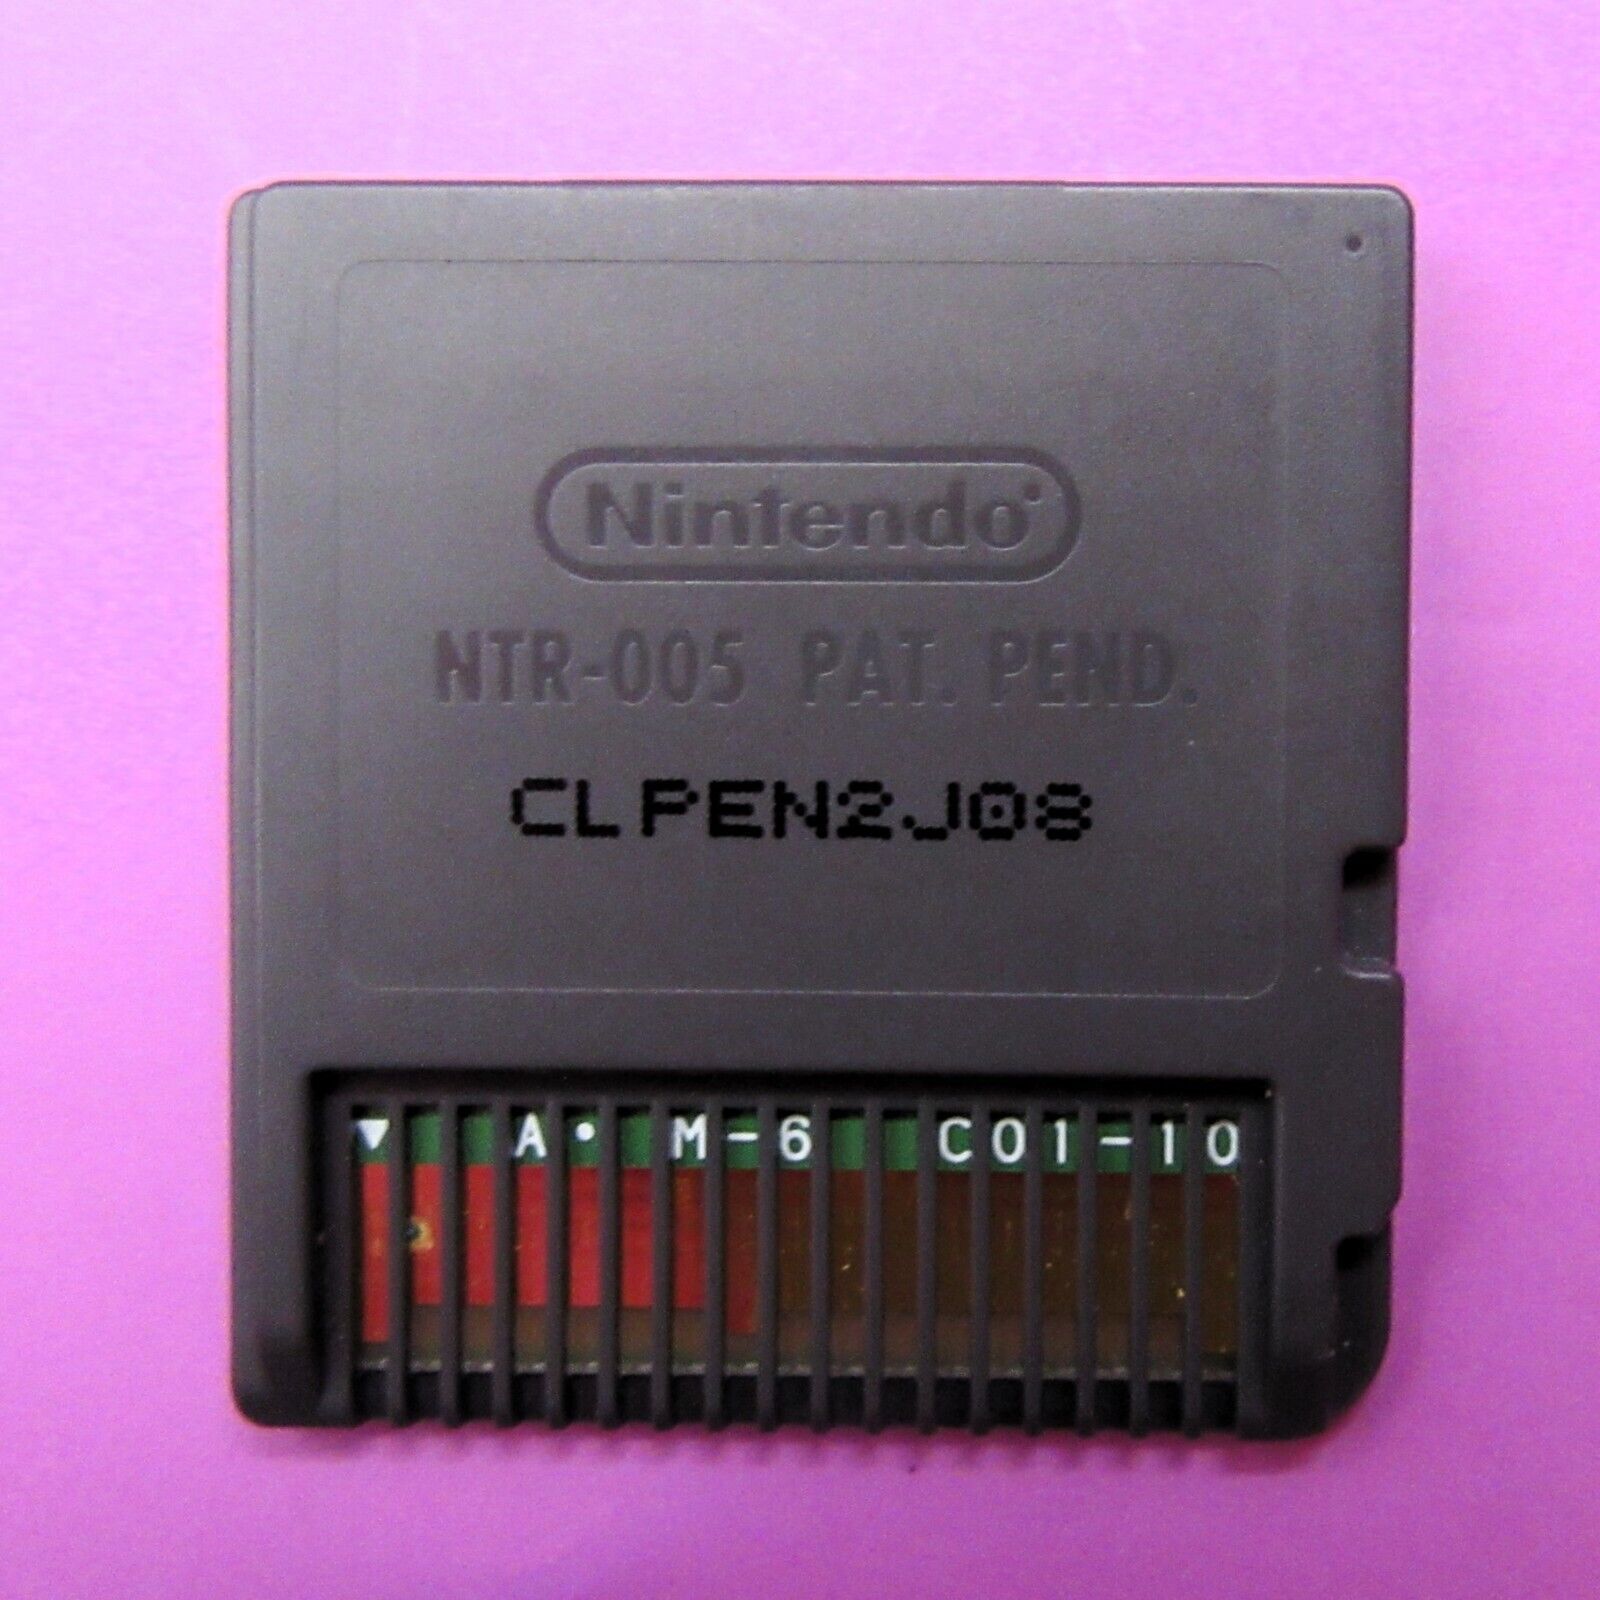 Nintendo
NTR-005 PAT. PEND.
CLPEN2J08
▼ A • M-6 C01-10